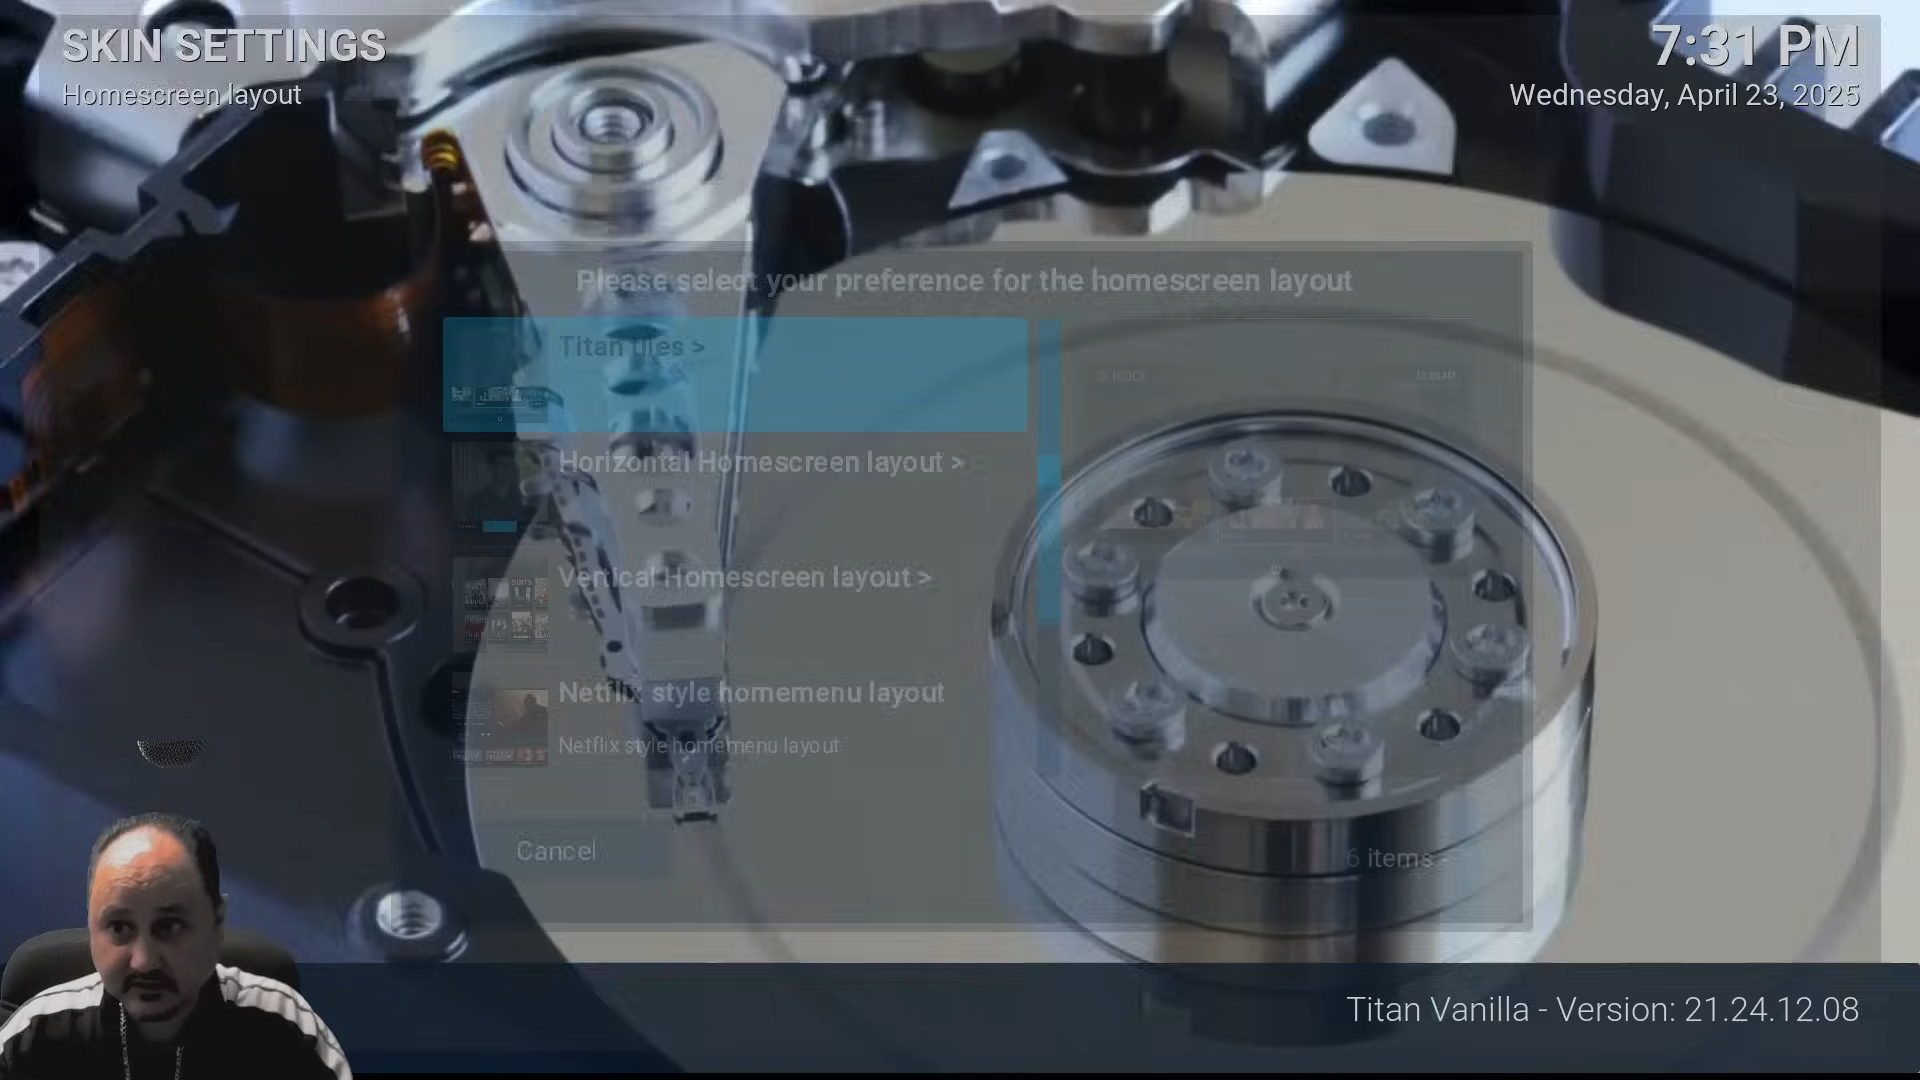 SKIN SETTINGS
Homescreen layout
7:31 PM
Wednesday, April 23, 2025
Please select your preference for the homescreen layout
Titan tiles >
Horizontal Homescreen layout >
Vertical Homescreen layout >
Netflix style homemenu layout
Netflix style homemenu layout
KODI
Cancel
6 items -
Titan Vanilla - Version: 21.24.12.08